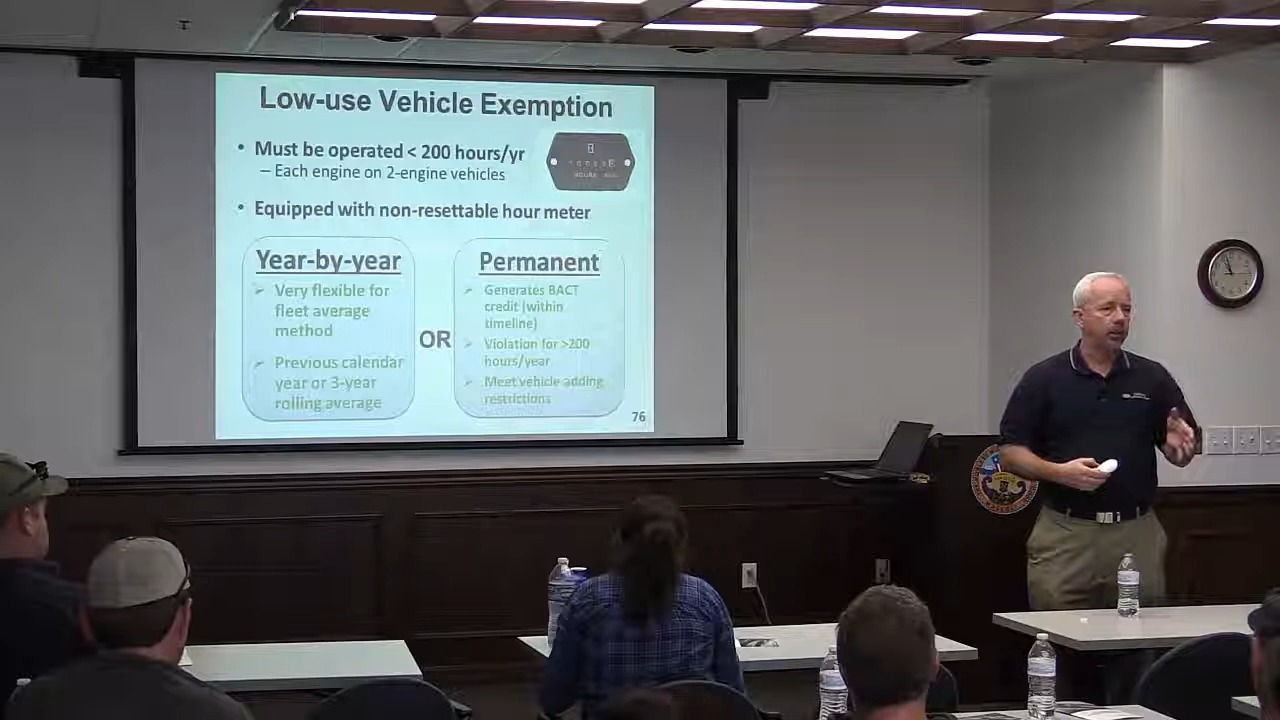 Low-use Vehicle Exemption
• Must be operated < 200 hours/yr
– Each engine on 2-engine vehicles
• Equipped with non-resettable hour meter
Year-by-year
➢ Very flexible for
fleet average
method
➢ Previous calendar
year or 3-year
rolling average
OR
Permanent
➢ Generates BACT
credit (within
timeline)
➢ Violation for >200
hours/year
➢ Meet vehicle adding
restrictions
76
HOURS